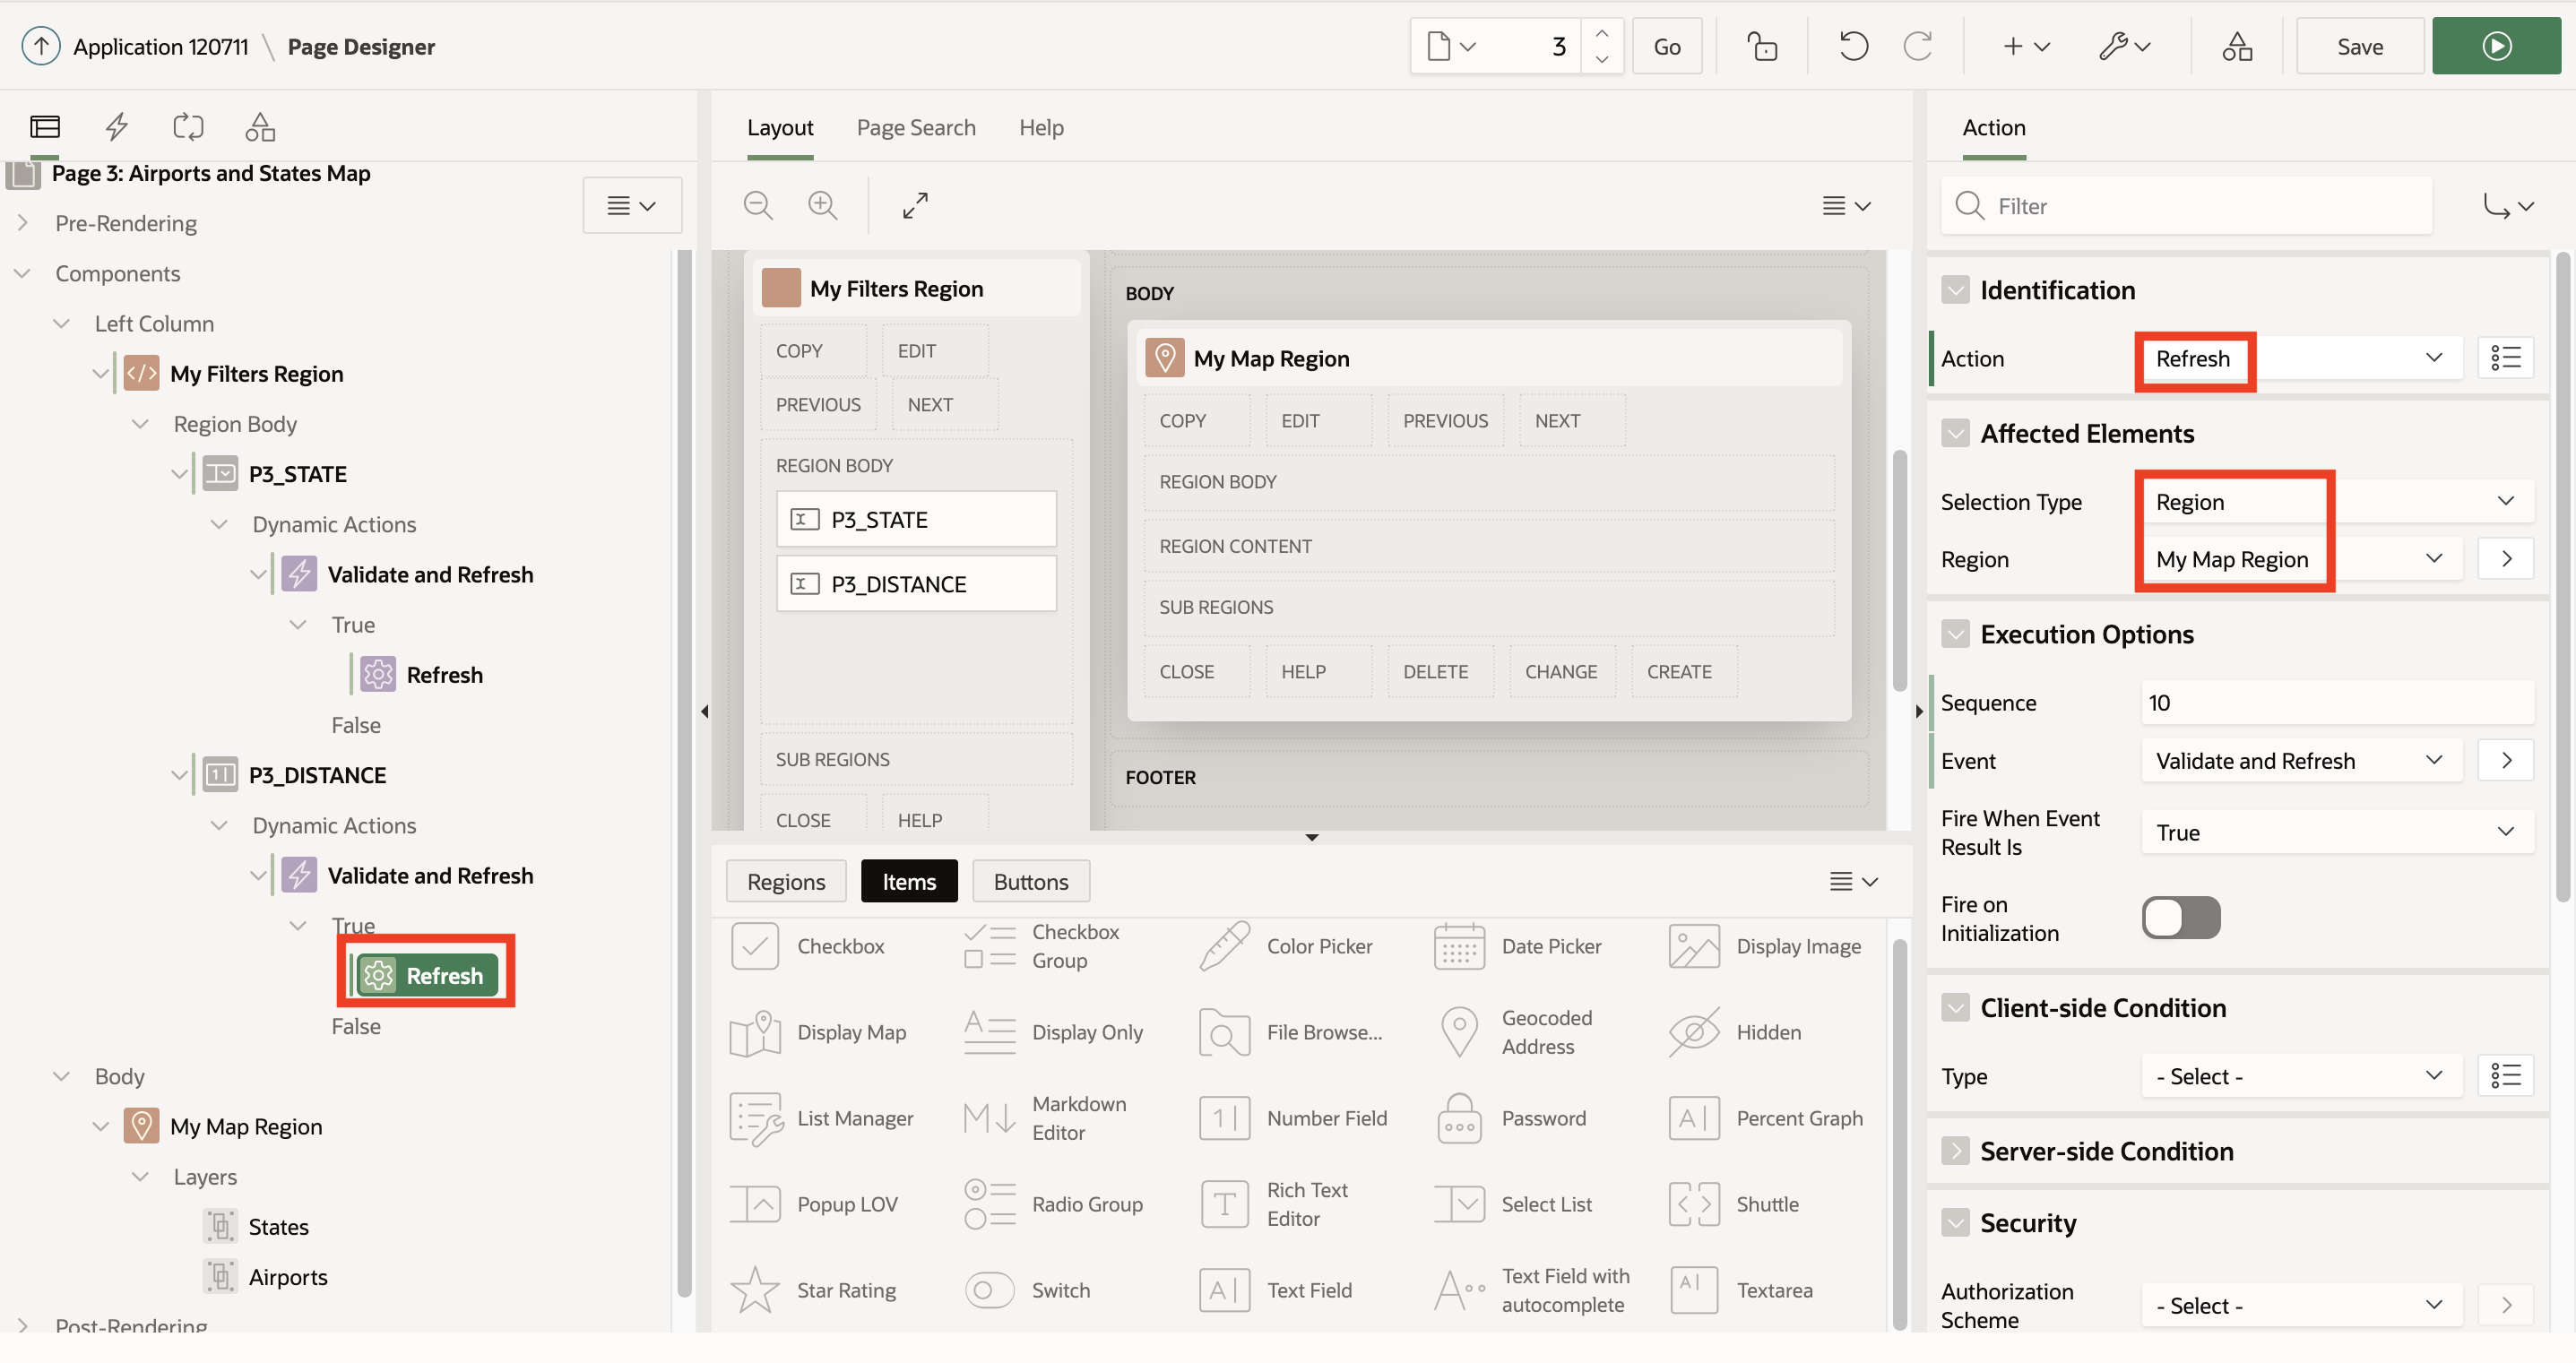 Application 120711 \ Page Designer
3
Go
Save
Page 3: Airports and States Map
Pre-Rendering
Components
Left Column
My Filters Region
Region Body
P3_STATE
Dynamic Actions
Validate and Refresh
True
Refresh
False
P3_DISTANCE
Dynamic Actions
Validate and Refresh
True
Refresh
False
Body
My Map Region
Layers
States
Airports
Post-Rendering
Layout
Page Search
Help
My Filters Region
COPY
EDIT
PREVIOUS
NEXT
REGION BODY
P3_STATE
P3_DISTANCE
SUB REGIONS
CLOSE
HELP
BODY
My Map Region
COPY
EDIT
PREVIOUS
NEXT
REGION BODY
REGION CONTENT
SUB REGIONS
CLOSE
HELP
DELETE
CHANGE
CREATE
FOOTER
Regions
Items
Buttons
Checkbox
Checkbox
Group
Color Picker
Date Picker
Display Image
Display Map
Display Only
File Browse...
Geocoded
Address
Hidden
List Manager
Markdown
Editor
Number Field
Password
Percent Graph
Popup LOV
Radio Group
Rich Text
Editor
Select List
Shuttle
Star Rating
Switch
Text Field
Text Field with
autocomplete
Textarea
Action
Filter
Identification
Action
Refresh
Affected Elements
Selection Type
Region
Region
My Map Region
Execution Options
Sequence
10
Event
Validate and Refresh
Fire When Event
Result Is
True
Fire on
Initialization
Client-side Condition
Type
- Select -
Server-side Condition
Security
Authorization
Scheme
- Select -